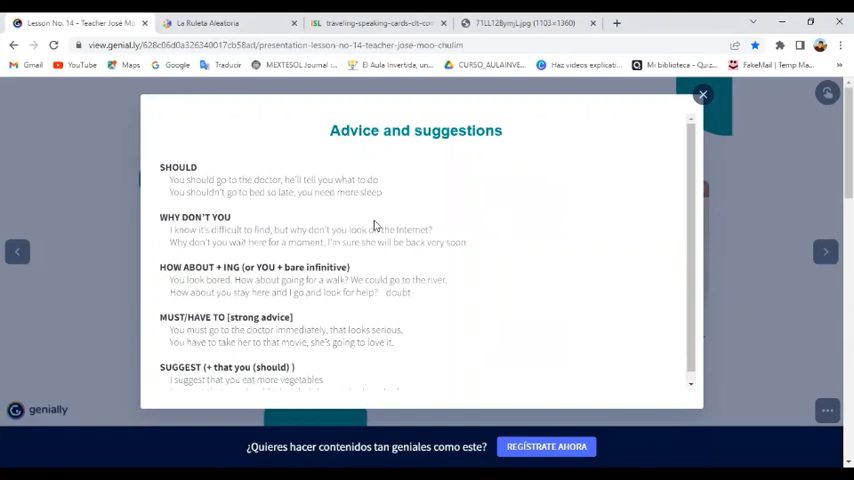 Lesson No. 14 - Teacher José Mo
La Ruleta Aleatoria
ISL traveling-speaking-cards-clt-com
71LL12BymjL.jpg (1103×1360)
view.genial.ly/628c06d0a326340017cb58ad/presentation-lesson-no-14-teacher-jose-moo-chulim
Gmail
YouTube
Maps
Google
Traducir
MEXTESOL Journal :...
El Aula Invertida, un...
CURSO_AULAINVE...
Haz videos explicati...
Mi biblioteca - Quiz...
FakeMail | Temp Ma...
Advice and suggestions
SHOULD
You should go to the doctor, he'll tell you what to do
You shouldn't go to bed so late, you need more sleep
WHY DON'T YOU
I know it's difficult to find, but why don't you look on the Internet?
Why don't you wait here for a moment, I'm sure she will be back very soon
HOW ABOUT + ING (or YOU + bare infinitive)
You look bored. How about going for a walk? We could go to the river.
How about you stay here and I go and look for help? doubt
MUST/HAVE TO [strong advice]
You must go to the doctor immediately, that looks serious.
You have to take her to that movie, she's going to love it.
SUGGEST (+ that you (should) )
I suggest that you eat more vegetables
genially
¿Quieres hacer contenidos tan geniales como este?
REGÍSTRATE AHORA